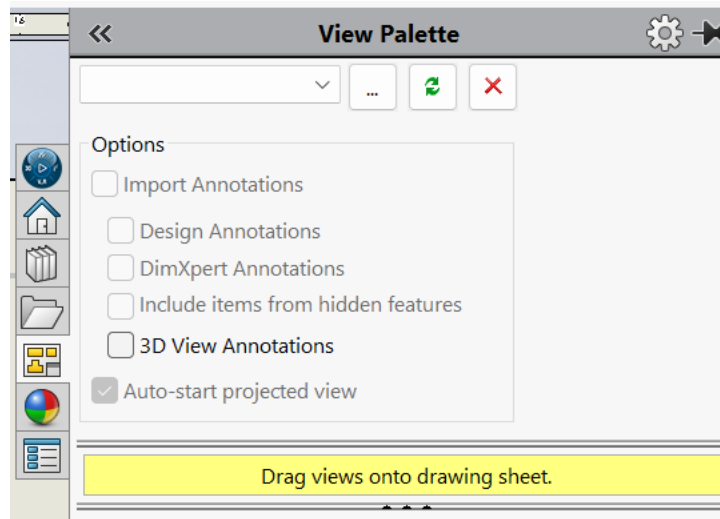 16
View Palette
...
Options
Import Annotations
Design Annotations
DimXpert Annotations
Include items from hidden features
3D View Annotations
Auto-start projected view
Drag views onto drawing sheet.